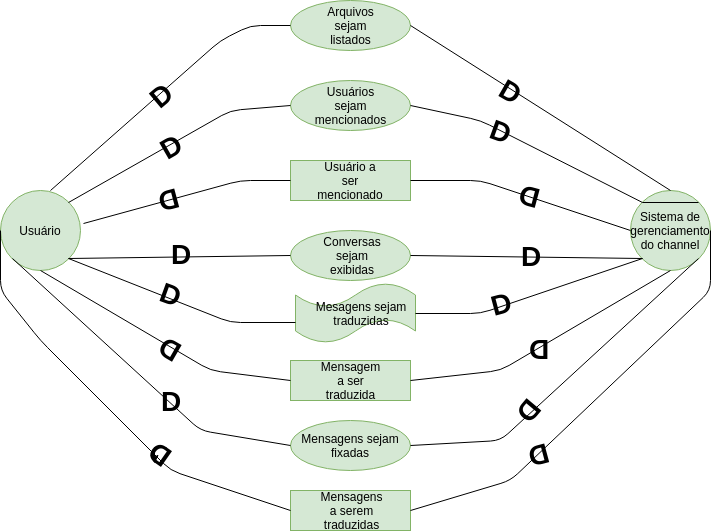 Arquivos
sejam
listados
D
D
Usuários
sejam
mencionados
D
D
Usuário a
ser
mencionado
D
D
Usuário
Sistema de
gerenciamento
do channel
Conversas
sejam
exibidas
D
D
Mesagens sejam
traduzidas
D
D
Mensagem
a ser
traduzida
D
D
Mensagens sejam
fixadas
D
D
Mensagens
a serem
traduzidas
D
D